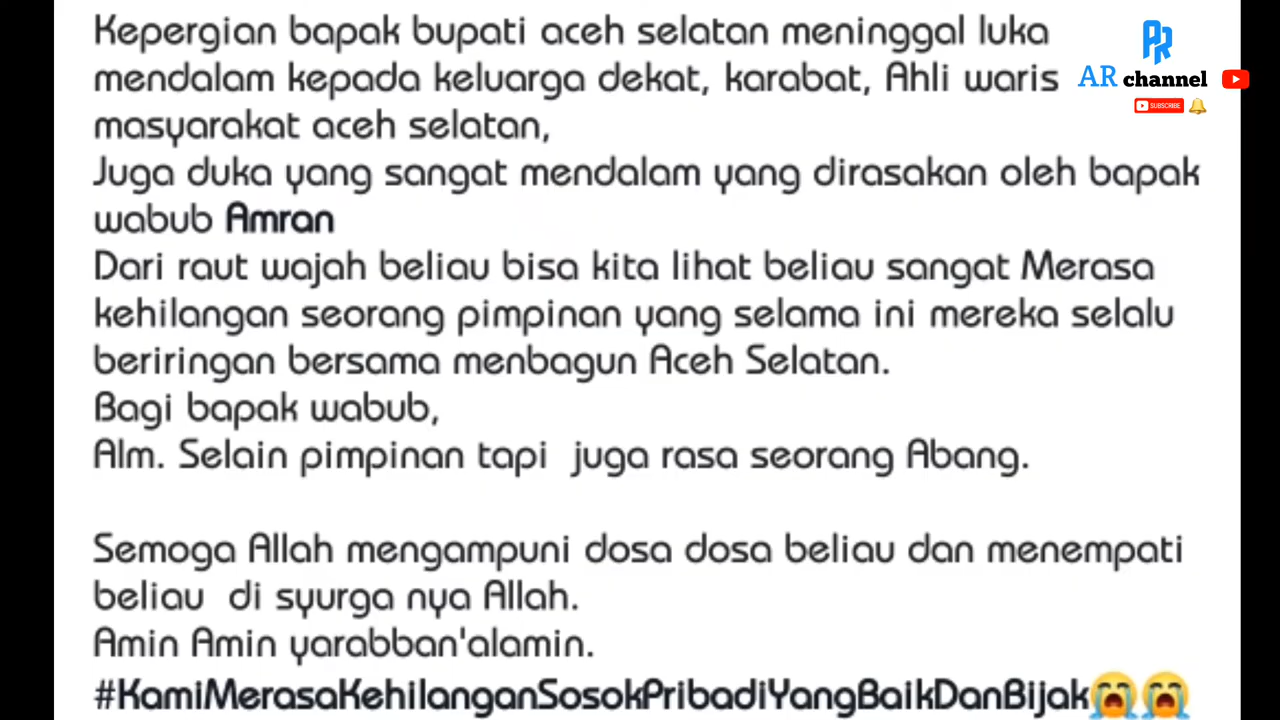 Kepergian bapak bupati aceh selatan meninggal luka
mendalam kepada keluarga dekat, karabat, Ahli waris
masyarakat aceh selatan,
Juga duka yang sangat mendalam yang dirasakan oleh bapak
wabub Amran
Dari raut wajah beliau bisa kita lihat beliau sangat Merasa
kehilangan seorang pimpinan yang selama ini mereka selalu
beriringan bersama menbagun Aceh Selatan.
Bagi bapak wabub,
Alm. Selain pimpinan tapi juga rasa seorang Abang.
Semoga Allah mengampuni dosa dosa beliau dan menempati
beliau di syurga nya Allah.
Amin Amin yarabban'alamin.
#KamiMerasaKehilanganSosokPribadiYangBaikDanBijak😭😭
AR channel
SUBSCRIBE